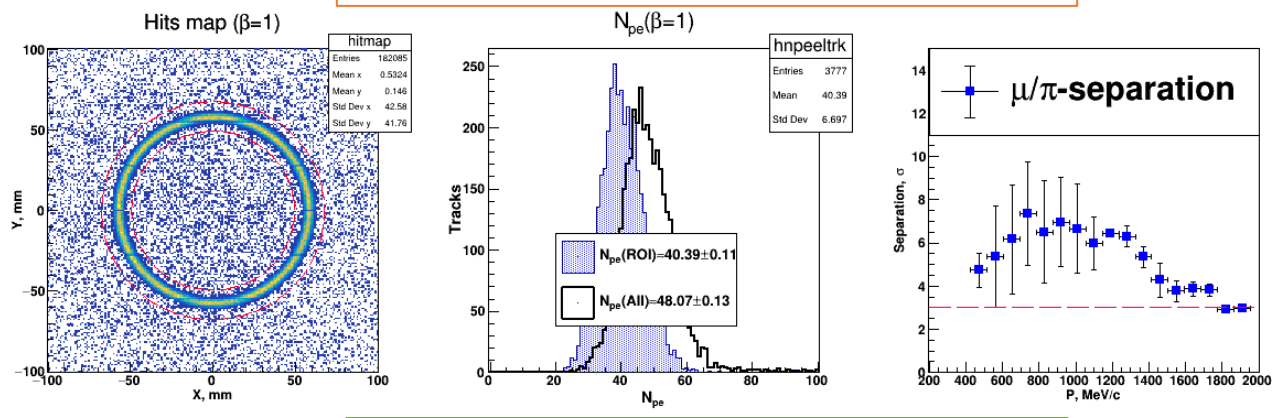 Hits map (β=1)
hitmap
Entries 182085
Mean x 0.5324
Mean y 0.146
Std Dev x 42.58
Std Dev y 41.76
Y, mm
100
50
0
−50
−100
−100 −50 0 50 100
X, mm
N_pe(β=1)
hnpeeltrk
Entries 3777
Mean 40.39
Std Dev 6.697
Tracks
250
200
150
100
50
0
N_pe(ROI)=40.39±0.11
N_pe(All)=48.07±0.13
0 20 40 60 80 100
N_pe
μ/π-separation
Separation, σ
14
12
10
8
6
4
2
0
200 400 600 800 1000 1200 1400 1600 1800 2000
P, MeV/c